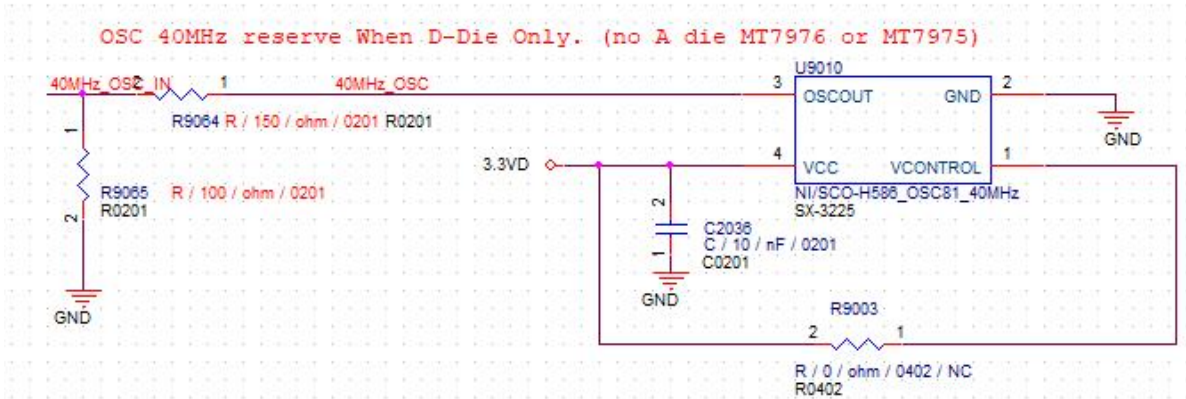 OSC 40MHz reserve When D-Die Only. (no A die MT7976 or MT7975)
U9010
40MHz_OSC_IN 2 1 40MHz_OSC 3 OSCOUT GND 2
R9064 R / 150 / ohm / 0201 R0201
GND
1
3.3VD 4 VCC VCONTROL 1
R9065 R / 100 / ohm / 0201
R0201
2
NI/SCO-H586_OSC81_40MHz
SX-3225
2
C2036
C / 10 / nF / 0201
1 C0201
GND
GND
R9003
2 1
R / 0 / ohm / 0402 / NC
R0402